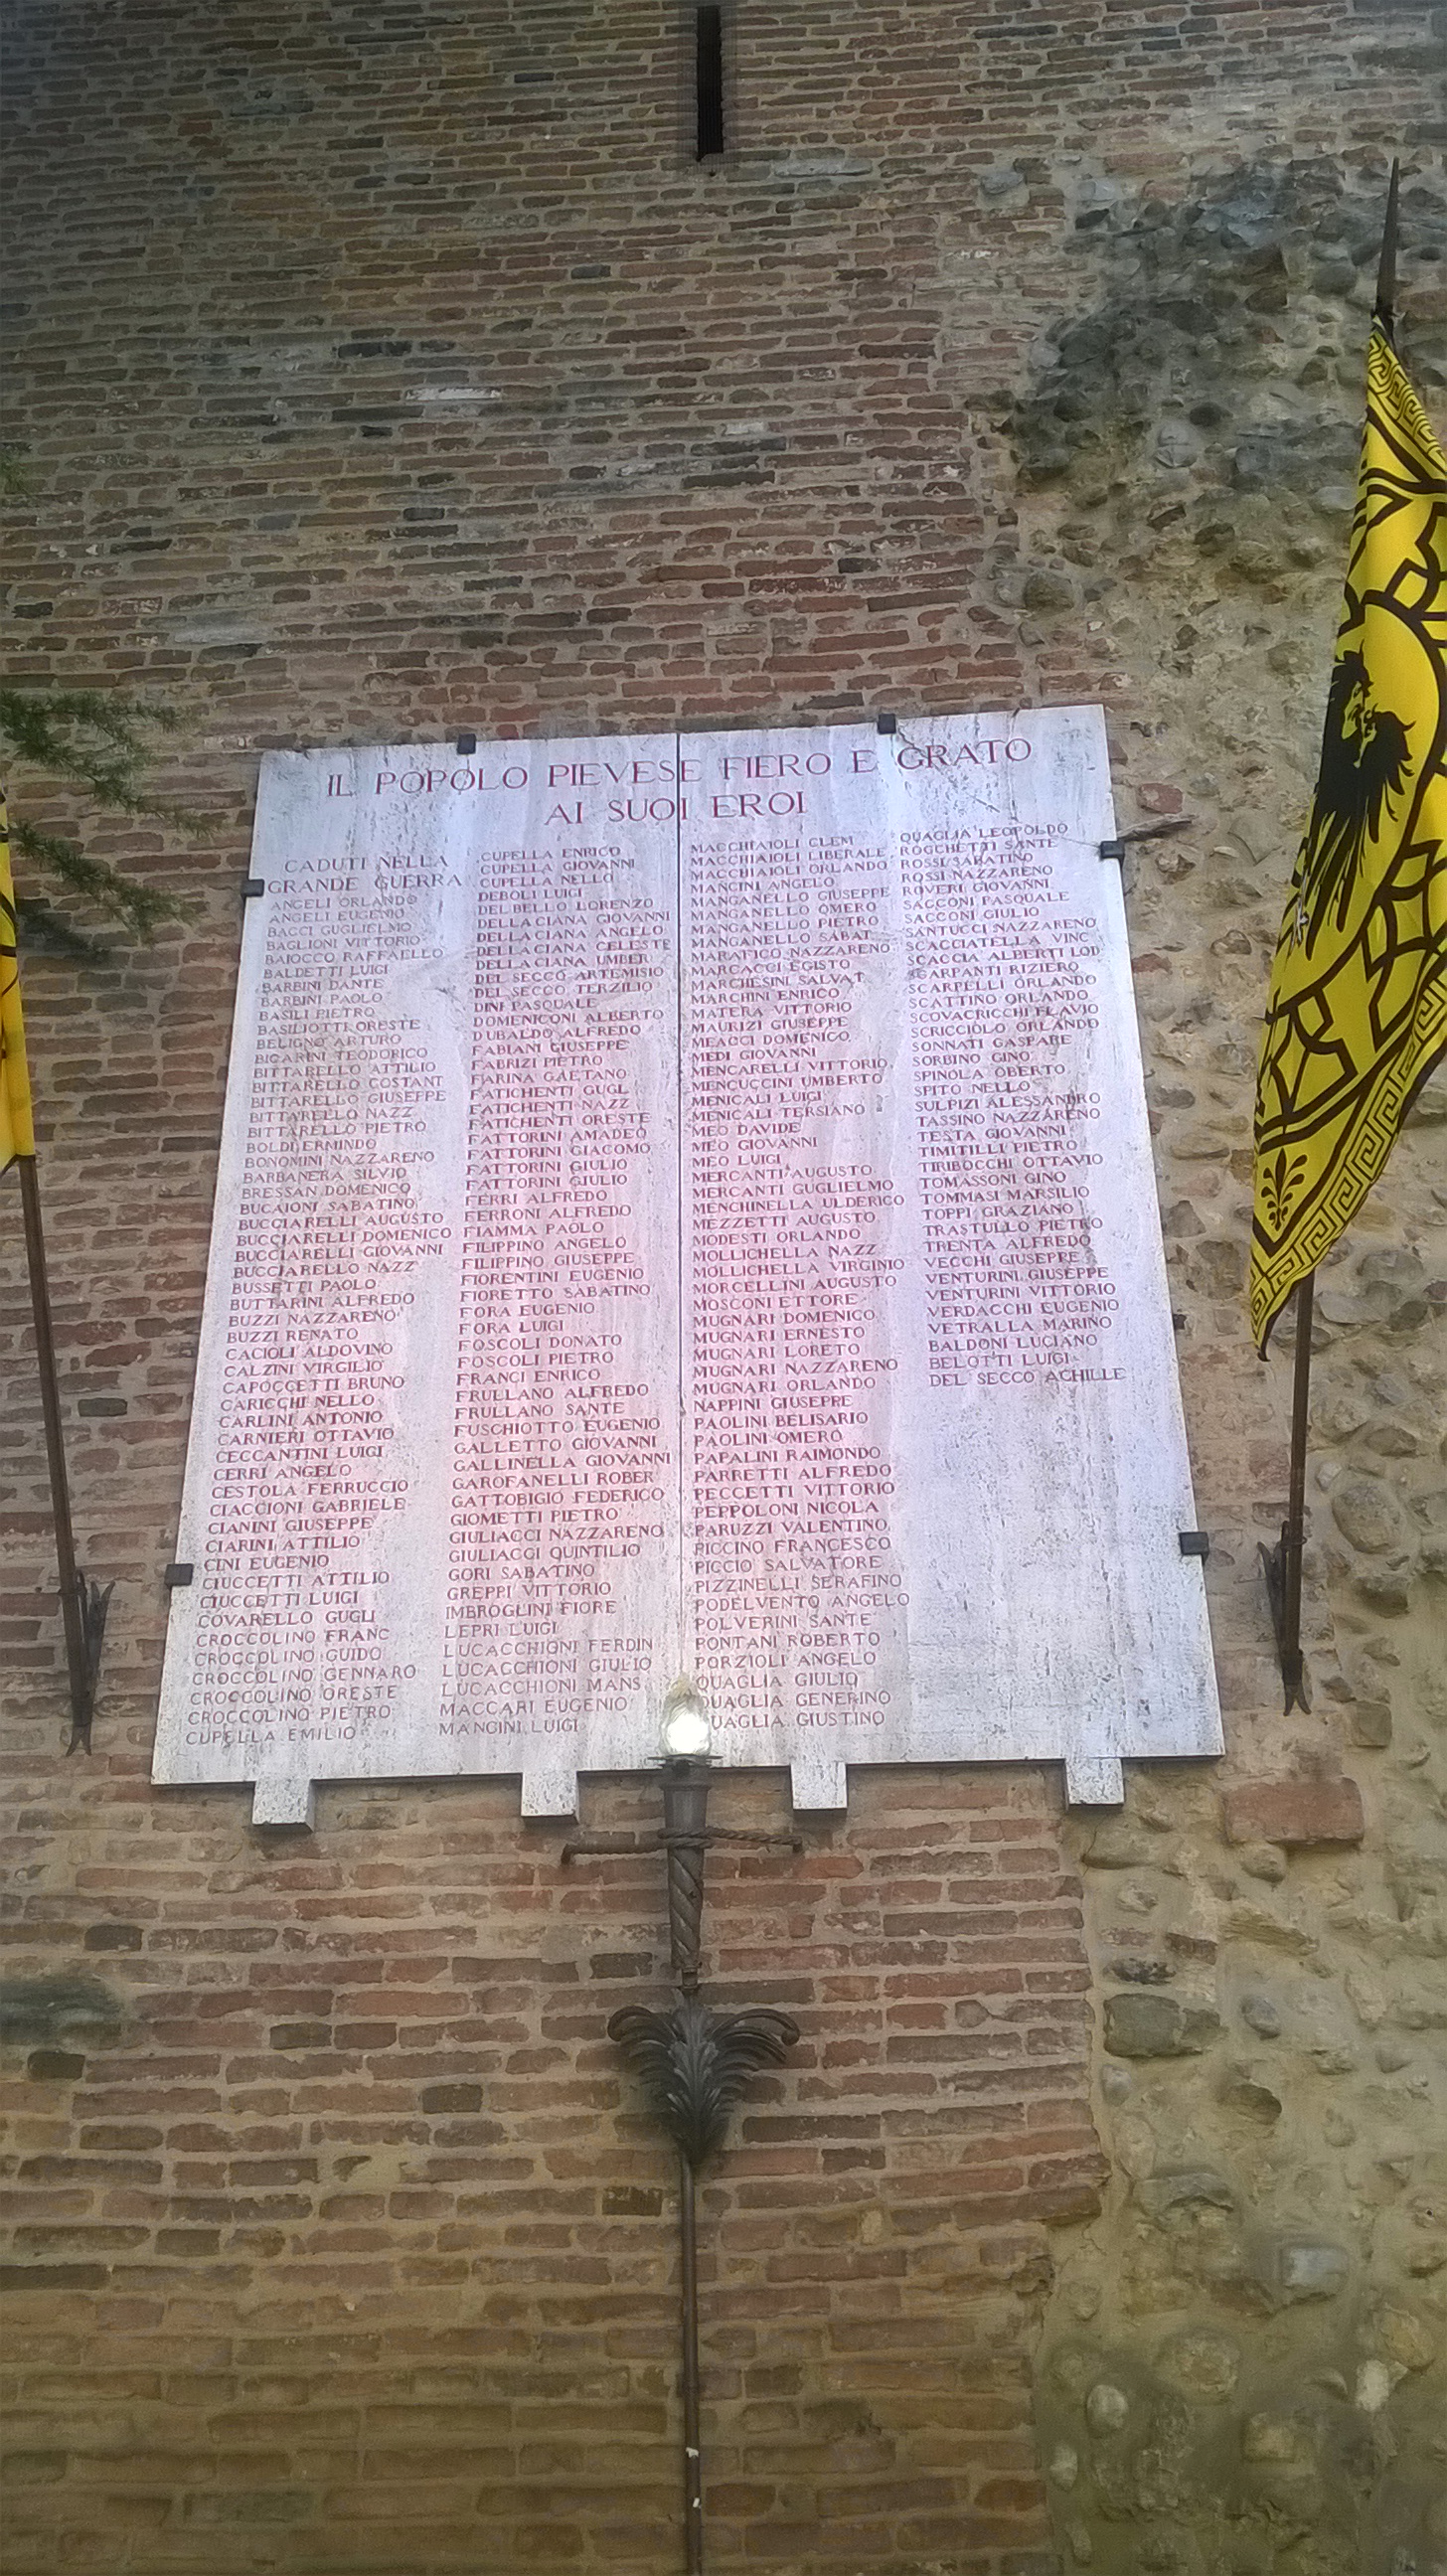 IL POPOLO PIEVESE FIERO E GRATO
AI SUOI EROI
CADUTI NELLA
GRANDE GUERRA
ANGELI ORLANDO
ANGELI EUGENIO
BACCI GUGLIELMO
BAGLIONI VITTORIO
BAIOCCO RAFFAELLO
BALDETTI LUIGI
BARBINI DANTE
BARBINI PAOLO
BASILI PIETRO
BASILIOTTI ORESTE
BELIGNO ARTURO
BIGARINI TEODORICO
BITTARELLO ATTILIO
BITTARELLO COSTANT
BITTARELLO GIUSEPPE
BITTARELLO NAZZ
BITTARELLO PIETRO
BOLDI ERMINDO
BONOMINI NAZZARENO
BARBANERA SILVIO
BRESSAN DOMENICO
BUCAIONI SABATINO
BUCCIARELLI AUGUSTO
BUCCIARELLI DOMENICO
BUCCIARELLI GIOVANNI
BUCCIARELLO NAZZ
BUSSETTI PAOLO
BUTTARINI ALFREDO
BUZZI NAZZARENO
BUZZI RENATO
CACIOLI ALDOVINO
CALZINI VIRGILIO
CAPOCCETTI BRUNO
CARICCHI NELLO
CARLINI ANTONIO
CARNIERI OTTAVIO
CECCANTINI LUIGI
CERRI ANGELO
CESTOLA FERRUCCIO
CIACCIONI GABRIELE
CIANINI GIUSEPPE
CIARINI ATTILIO
CINI EUGENIO
CIUCCETTI ATTILIO
CIUCCETTI LUIGI
COVARELLO GUGLI
CROCCOLINO FRANC
CROCCOLINO GUIDO
CROCCOLINO GENNARO
CROCCOLINO ORESTE
CROCCOLINO PIETRO
CUPELLA EMILIO
CUPELLA ENRICO
CUPELLA GIOVANNI
CUPELLA NELLO
DEBOLI LUIGI
DEL BELLO LORENZO
DELLA CIANA GIOVANNI
DELLA CIANA ANGELO
DELLA CIANA CELESTE
DELLA CIANA UMBER
DEL SECCO ARTEMISIO
DEL SECCO TERZILIO
DINI PASQUALE
DOMENICONI ALBERTO
DUBALDO ALFREDO
FABIANI GIUSEPPE
FABRIZI PIETRO
FARINA GAETANO
FATICHENTI GUGL
FATICHENTI NAZZ
FATICHENTI ORESTE
FATTORINI AMADEO
FATTORINI GIACOMO
FATTORINI GIULIO
FATTORINI GIULIO
FERRI ALFREDO
FERRONI ALFREDO
FIAMMA PAOLO
FILIPPINO ANGELO
FILIPPINO GIUSEPPE
FIORENTINI EUGENIO
FIORETTO SABATINO
FORA EUGENIO
FORA LUIGI
FOSCOLI DONATO
FOSCOLI PIETRO
FRANCI ENRICO
FRULLANO ALFREDO
FRULLANO SANTE
FUSCHIOTTO EUGENIO
GALLETTO GIOVANNI
GALLINELLA GIOVANNI
GAROFANELLI ROBER
GATTOBIGIO FEDERICO
GIOMETTI PIETRO
GIULIACCI NAZZARENO
GIULIACCI QUINTILIO
GORI SABATINO
GREPPI VITTORIO
IMBROGLINI FIORE
LEPRI LUIGI
LUCACCHIONI FERDIN
LUCACCHIONI GIULIO
LUCACCHIONI MANS
MACCARI EUGENIO
MANCINI LUIGI
MACCHIAIOLI CLEM
MACCHIAIOLI LIBERALE
MACCHIAIOLI ORLANDO
MANCINI ANGELO
MANGANELLO GIUSEPPE
MANGANELLO OMERO
MANGANELLO PIETRO
MANGANELLO SABAT
MARAFICO NAZZARENO
MARCACCI EGISTO
MARCHESINI SALVAT
MARCHINI ENRICO
MATERA VITTORIO
MAURIZI GIUSEPPE
MEACCI DOMENICO
MEDI GIOVANNI
MENCARELLI VITTORIO
MENCUCCINI UMBERTO
MENICALI LUIGI
MENICALI TERSIANO
MEO DAVIDE
MEO GIOVANNI
MEO LUIGI
MERCANTI AUGUSTO
MERCANTI GUGLIELMO
MENCHINELLA ULDERICO
MEZZETTI AUGUSTO
MODESTI ORLANDO
MOLLICHELLA NAZZ
MOLLICHELLA VIRGINIO
MORCELLINI AUGUSTO
MOSCONI ETTORE
MUGNARI DOMENICO
MUGNARI ERNESTO
MUGNARI LORETO
MUGNARI NAZZARENO
MUGNARI ORLANDO
NAPPINI GIUSEPPE
PAOLINI BELISARIO
PAOLINI OMERO
PAPALINI RAIMONDO
PARRETTI ALFREDO
PECCETTI VITTORIO
PEPPOLONI NICOLA
PARUZZI VALENTINO
PICCINO FRANCESCO
PICCIO SALVATORE
PIZZINELLI SERAFINO
PODELVENTO ANGELO
POLVERINI SANTE
PONTANI ROBERTO
PORZIOLI ANGELO
QUAGLIA GIULIO
QUAGLIA GENERINO
QUAGLIA GIUSTINO
QUAGLIA LEOPOLDO
ROGCHETTI SANTE
ROSSI SABATINO
ROSSI NAZZARENO
ROVERI GIOVANNI
SACCONI PASQUALE
SACCONI GIULIO
SANTUCCI NAZZARENO
SCACCIATELLA VINC
SCACCIA ALBERTI LOD
SCARPANTI RIZIERO
SCARPELLI ORLANDO
SCATTINO ORLANDO
SCOVACRICCHI FLAVIO
SCRICCIOLO ORLANDO
SONNATI GASPARE
SORBINO GINO
SPINOLA OBERTO
SPITO NELLO
SULPIZI ALESSANDRO
TASSINO NAZZARENO
TESTA GIOVANNI
TIMITILLI PIETRO
TIRIBOCCHI OTTAVIO
TOMASSONI GINO
TOMMASI MARSILIO
TOPPI GRAZIANO
TRASTULLO PIETRO
TRENTA ALFREDO
VECCHI GIUSEPPE
VENTURINI GIUSEPPE
VENTURINI VITTORIO
VERDACCHI EUGENIO
VETRALLA MARINO
BALDONI LUCIANO
BELOTTI LUIGI
DEL SECCO ACHILLE